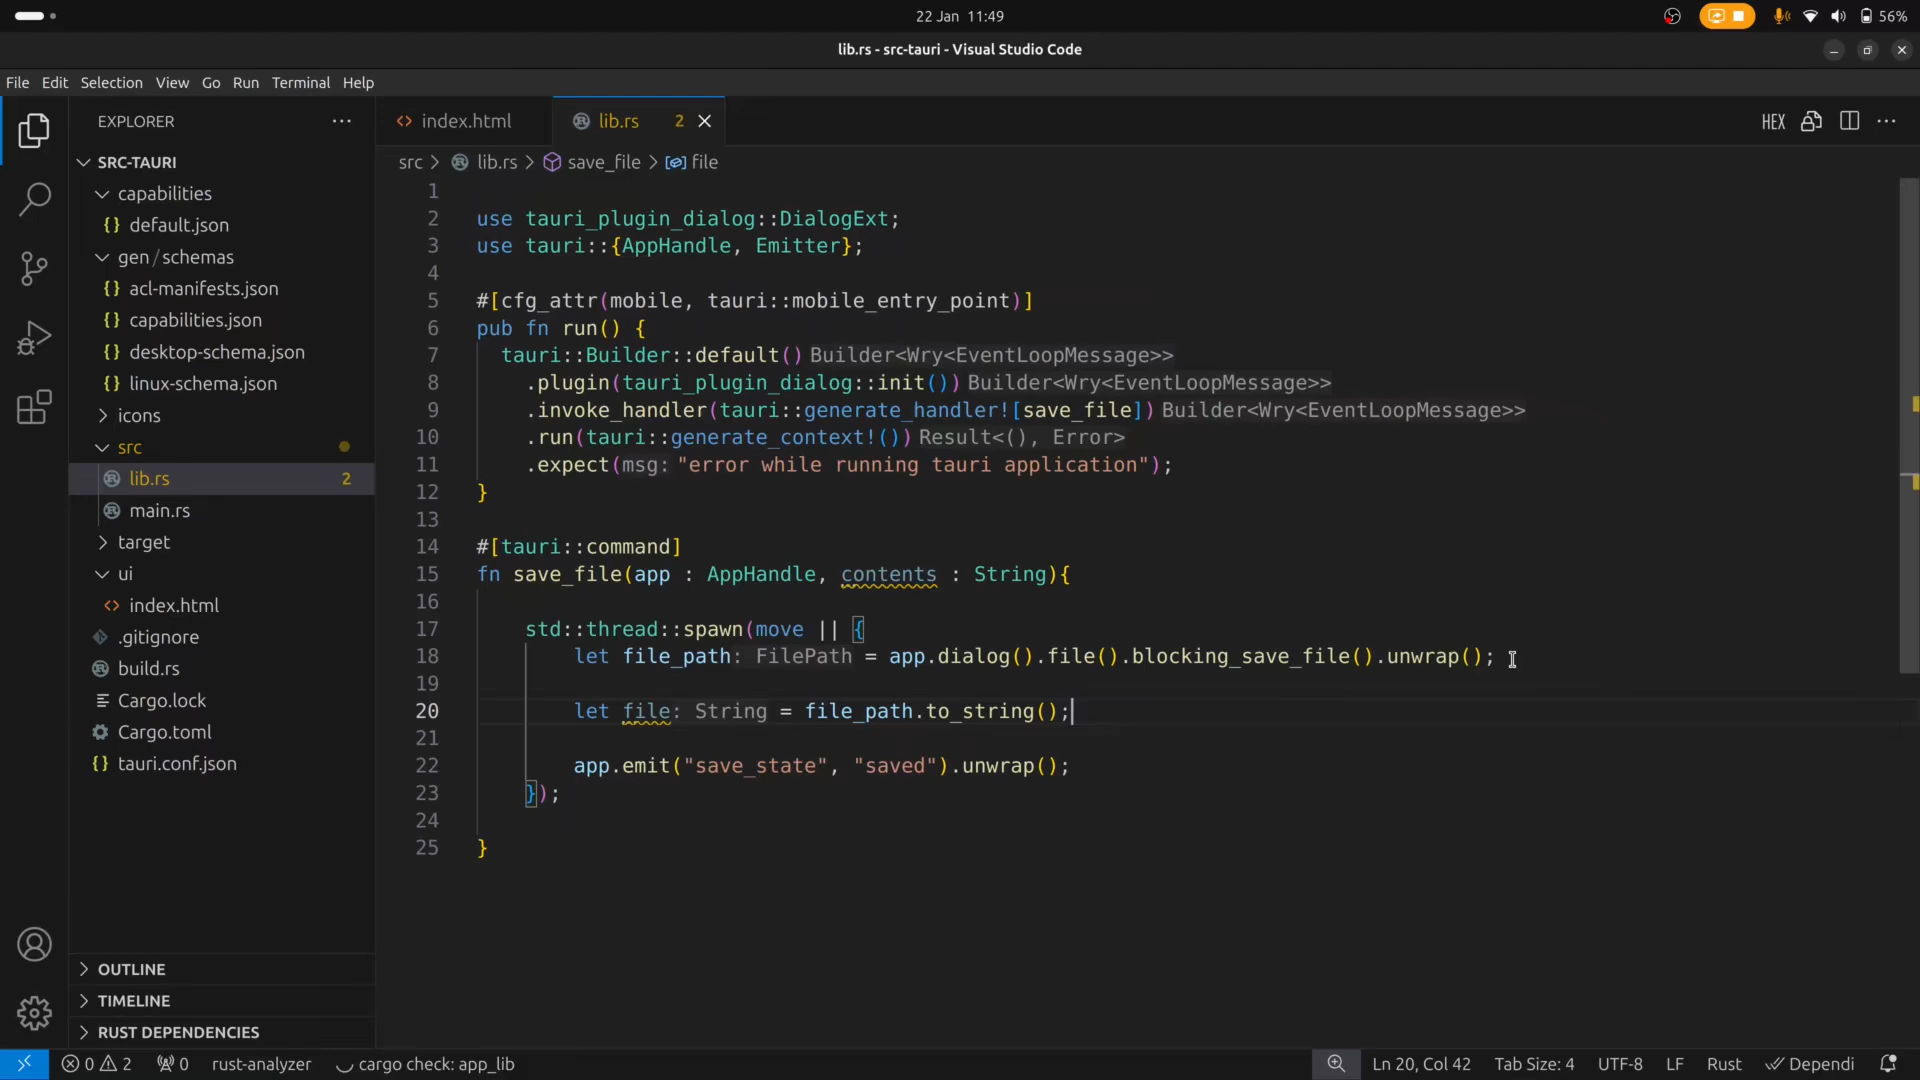 22 Jan 11:49
56%
lib.rs - src-tauri - Visual Studio Code
File Edit Selection View Go Run Terminal Help
EXPLORER
SRC-TAURI
capabilities
{} default.json
gen/schemas
{} acl-manifests.json
{} capabilities.json
{} desktop-schema.json
{} linux-schema.json
icons
src
lib.rs 2
main.rs
target
ui
<> index.html
.gitignore
build.rs
Cargo.lock
Cargo.toml
{} tauri.conf.json
OUTLINE
TIMELINE
RUST DEPENDENCIES
<> index.html
lib.rs 2
HEX
src > lib.rs > save_file > file
1
2 use tauri_plugin_dialog::DialogExt;
3 use tauri::{AppHandle, Emitter};
4
5 #[cfg_attr(mobile, tauri::mobile_entry_point)]
6 pub fn run() {
7 tauri::Builder::default() Builder<Wry<EventLoopMessage>>
8 .plugin(tauri_plugin_dialog::init()) Builder<Wry<EventLoopMessage>>
9 .invoke_handler(tauri::generate_handler![save_file]) Builder<Wry<EventLoopMessage>>
10 .run(tauri::generate_context!()) Result<(), Error>
11 .expect(msg: "error while running tauri application");
12 }
13
14 #[tauri::command]
15 fn save_file(app : AppHandle, contents : String){
16
17 std::thread::spawn(move || {
18 let file_path: FilePath = app.dialog().file().blocking_save_file().unwrap();
19
20 let file: String = file_path.to_string();
21
22 app.emit("save_state", "saved").unwrap();
23 });
24
25 }
0 2 0 rust-analyzer cargo check: app_lib
Ln 20, Col 42 Tab Size: 4 UTF-8 LF Rust Dependi